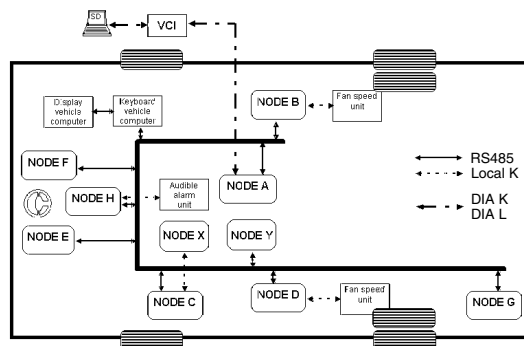 SD
VCI
Display
vehicle
computer
Keyboard
vehicle
computer
NODE B
Fan speed
unit
NODE F
NODE A
RS485
Local K
NODE H
Audible
alarm
unit
DIA K
DIA L
NODE E
NODE X
NODE Y
NODE C
NODE D
Fan speed
unit
NODE G